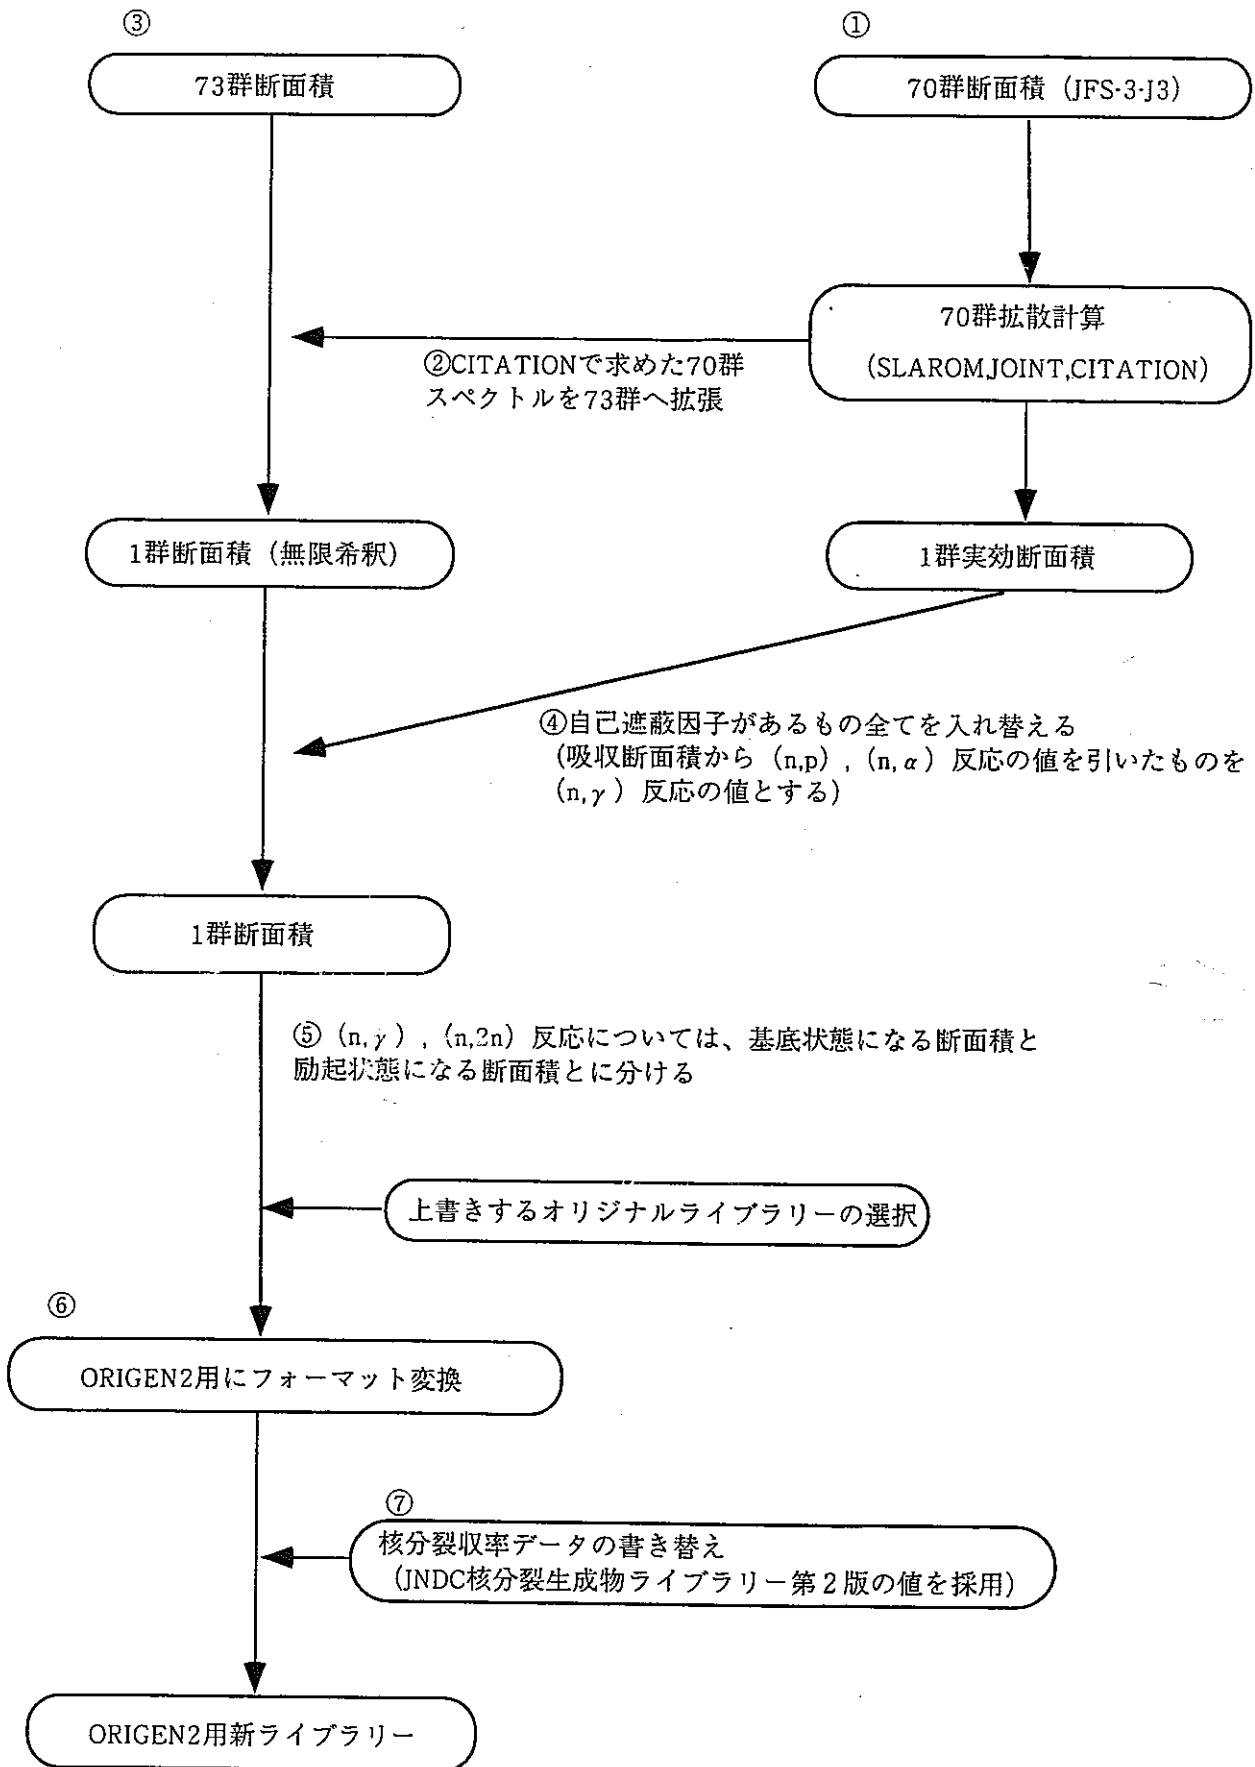 ③
①
73群断面積
70群断面積（JFS-3-J3）
70群拡散計算
（SLAROM,JOINT,CITATION）
②CITATIONで求めた70群
スペクトルを73群へ拡張
1群断面積（無限希釈）
1群実効断面積
④自己遮蔽因子があるもの全てを入れ替える
（吸収断面積から（n,p）,（n,α）反応の値を引いたものを
（n,γ）反応の値とする）
1群断面積
⑤（n,γ）,（n,2n）反応については、基底状態になる断面積と
励起状態になる断面積とに分ける
上書きするオリジナルライブラリーの選択
⑥
ORIGEN2用にフォーマット変換
⑦
核分裂収率データの書き替え
（JNDC核分裂生成物ライブラリー第２版の値を採用）
ORIGEN2用新ライブラリー